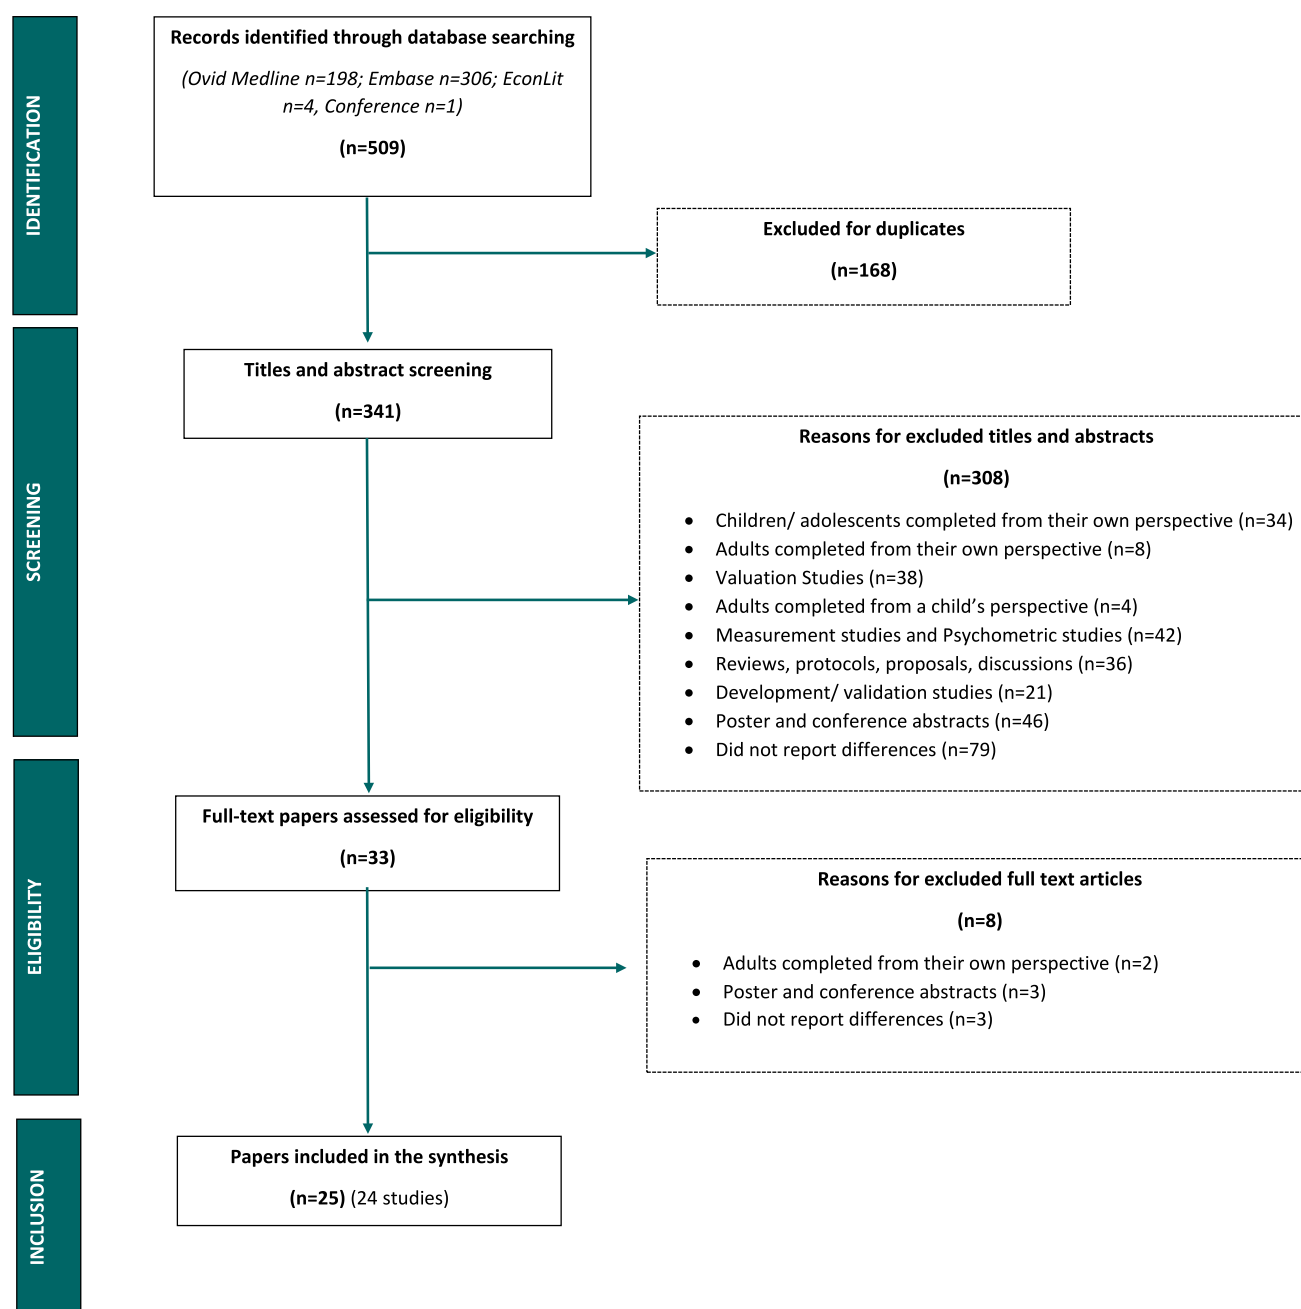 IDENTIFICATION
Records identified through database searching
(Ovid Medline n=198; Embase n=306; EconLit
n=4, Conference n=1)
(n=509)
Excluded for duplicates
(n=168)
SCREENING
Titles and abstract screening
(n=341)
Reasons for excluded titles and abstracts
(n=308)
• Children/ adolescents completed from their own perspective (n=34)
• Adults completed from their own perspective (n=8)
• Valuation Studies (n=38)
• Adults completed from a child’s perspective (n=4)
• Measurement studies and Psychometric studies (n=42)
• Reviews, protocols, proposals, discussions (n=36)
• Development/ validation studies (n=21)
• Poster and conference abstracts (n=46)
• Did not report differences (n=79)
ELIGIBILITY
Full-text papers assessed for eligibility
(n=33)
Reasons for excluded full text articles
(n=8)
• Adults completed from their own perspective (n=2)
• Poster and conference abstracts (n=3)
• Did not report differences (n=3)
INCLUSION
Papers included in the synthesis
(n=25) (24 studies)